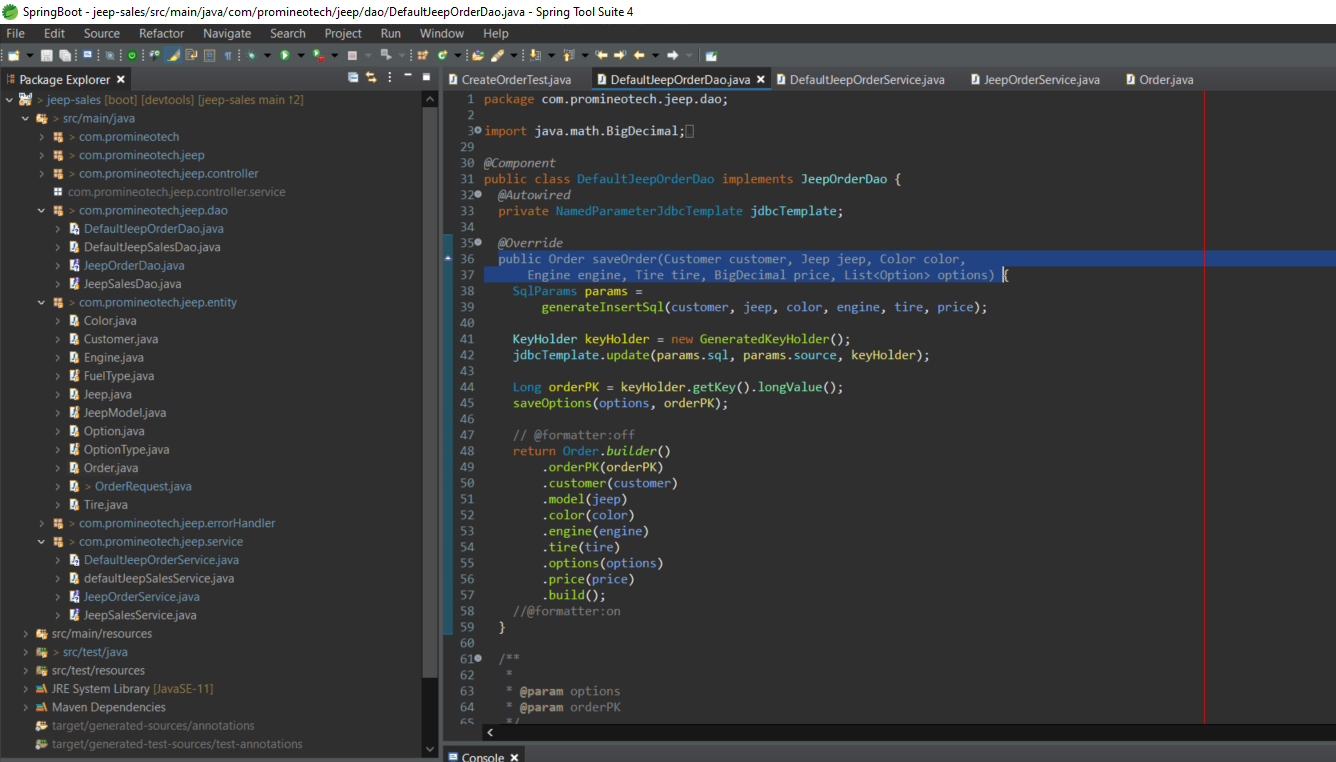 SpringBoot - jeep-sales/src/main/java/com/promineotech/jeep/dao/DefaultJeepOrderDao.java - Spring Tool Suite 4
File Edit Source Refactor Navigate Search Project Run Window Help
Package Explorer
jeep-sales [boot] [devtools] [jeep-sales main ↑2]
src/main/java
com.promineotech
com.promineotech.jeep
com.promineotech.jeep.controller
com.promineotech.jeep.controller.service
com.promineotech.jeep.dao
DefaultJeepOrderDao.java
DefaultJeepSalesDao.java
JeepOrderDao.java
JeepSalesDao.java
com.promineotech.jeep.entity
Color.java
Customer.java
Engine.java
FuelType.java
Jeep.java
JeepModel.java
Option.java
OptionType.java
Order.java
OrderRequest.java
Tire.java
com.promineotech.jeep.errorHandler
com.promineotech.jeep.service
DefaultJeepOrderService.java
defaultJeepSalesService.java
JeepOrderService.java
JeepSalesService.java
src/main/resources
src/test/java
src/test/resources
JRE System Library [JavaSE-11]
Maven Dependencies
target/generated-sources/annotations
target/generated-test-sources/test-annotations
CreateOrderTest.java DefaultJeepOrderDao.java DefaultJeepOrderService.java JeepOrderService.java Order.java
1 package com.promineotech.jeep.dao;
2
3 import java.math.BigDecimal;
29
30 @Component
31 public class DefaultJeepOrderDao implements JeepOrderDao {
32 @Autowired
33 private NamedParameterJdbcTemplate jdbcTemplate;
34
35 @Override
36 public Order saveOrder(Customer customer, Jeep jeep, Color color,
37 Engine engine, Tire tire, BigDecimal price, List<Option> options) {
38 SqlParams params =
39 generateInsertSql(customer, jeep, color, engine, tire, price);
40
41 KeyHolder keyHolder = new GeneratedKeyHolder();
42 jdbcTemplate.update(params.sql, params.source, keyHolder);
43
44 Long orderPK = keyHolder.getKey().longValue();
45 saveOptions(options, orderPK);
46
47 // @formatter:off
48 return Order.builder()
49 .orderPK(orderPK)
50 .customer(customer)
51 .model(jeep)
52 .color(color)
53 .engine(engine)
54 .tire(tire)
55 .options(options)
56 .price(price)
57 .build();
58 //@formatter:on
59 }
60
61 /**
62 *
63 * @param options
64 * @param orderPK
65 */
Console